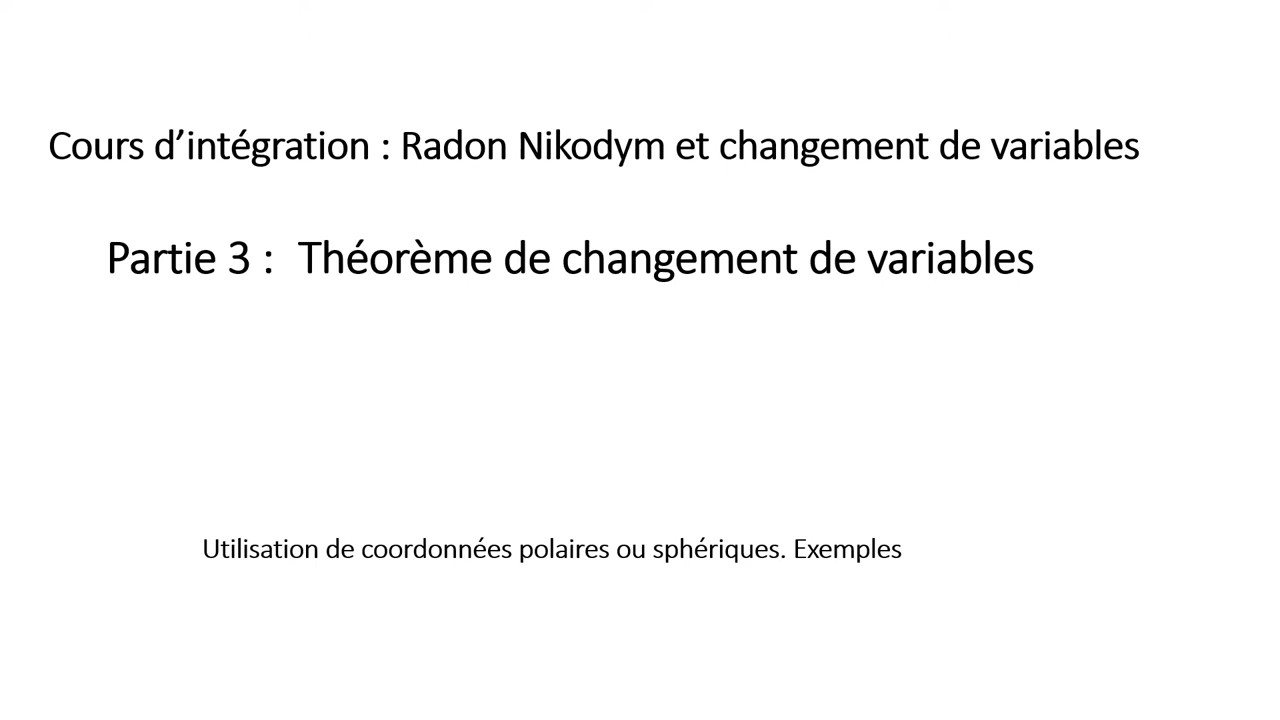 Cours d’intégration : Radon Nikodym et changement de variables
Partie 3 : Théorème de changement de variables
Utilisation de coordonnées polaires ou sphériques. Exemples